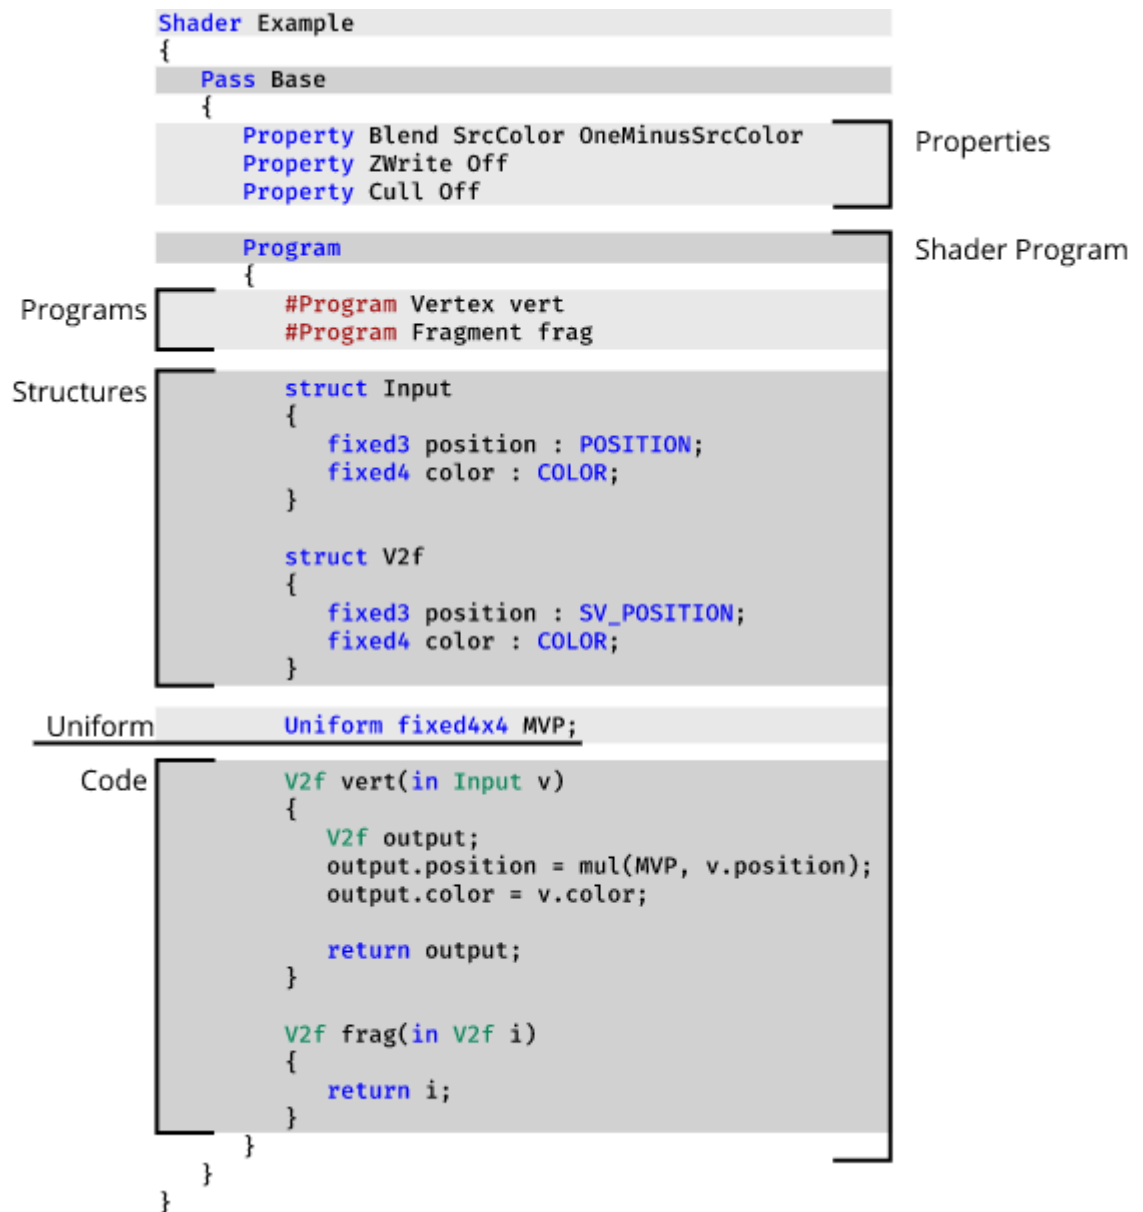 Shader Example
{
Pass Base
{
Property Blend SrcColor OneMinusSrcColor
Property ZWrite Off
Property Cull Off
Properties
Program
Shader Program
{
Programs
#Program Vertex vert
#Program Fragment frag
Structures
struct Input
{
fixed3 position : POSITION;
fixed4 color : COLOR;
}
struct V2f
{
fixed3 position : SV_POSITION;
fixed4 color : COLOR;
}
Uniform
Uniform fixed4x4 MVP;
Code
V2f vert(in Input v)
{
V2f output;
output.position = mul(MVP, v.position);
output.color = v.color;
return output;
}
V2f frag(in V2f i)
{
return i;
}
}
}
}